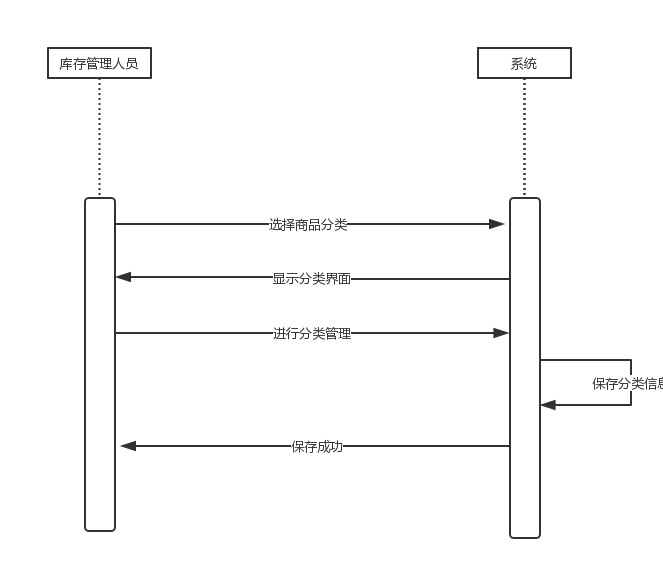 库存管理人员
系统
选择商品分类
显示分类界面
进行分类管理
保存分类信息
保存成功